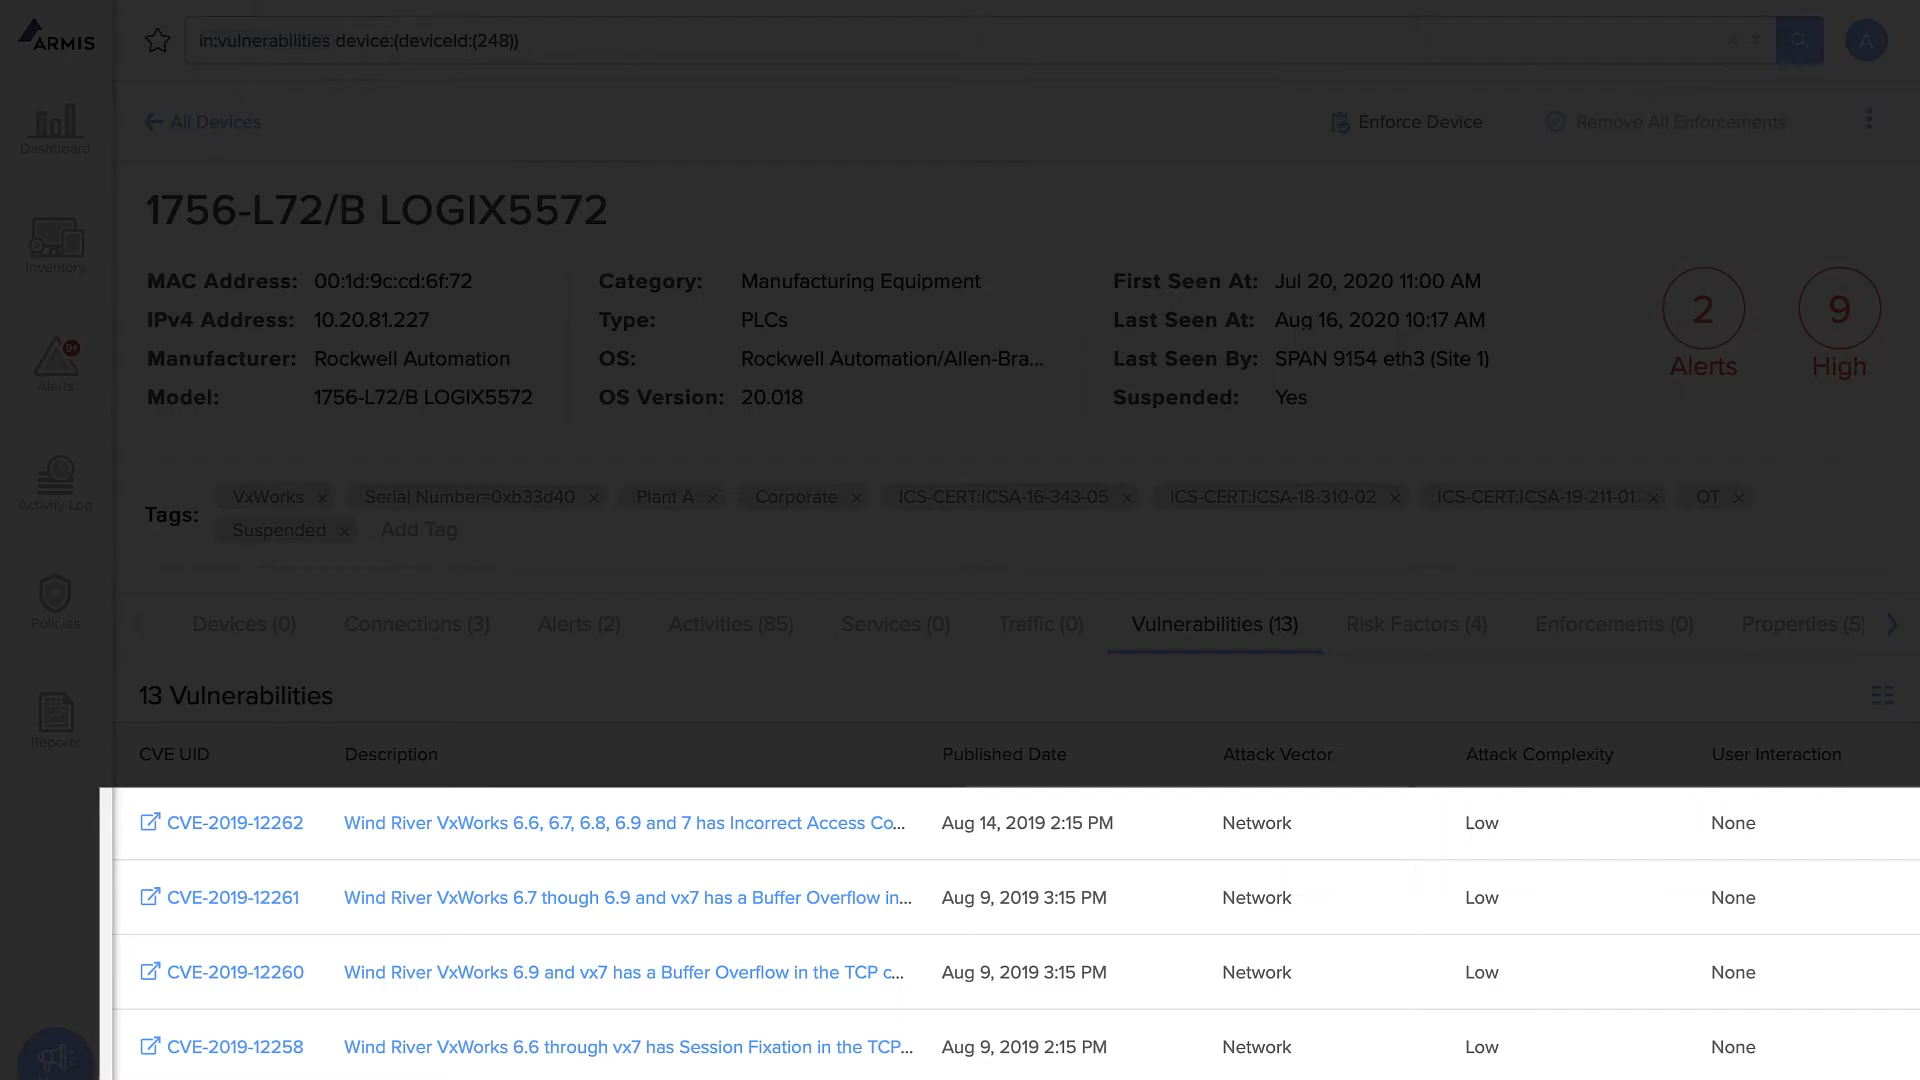 ARMIS
in:vulnerabilities device:(deviceId:(248))
A
All Devices
Enforce Device
Remove All Enforcements
Dashboard
Inventory
9+
Alerts
Activity Log
Policies
Reports
1756-L72/B LOGIX5572
MAC Address: 00:1d:9c:cd:6f:72
IPv4 Address: 10.20.81.227
Manufacturer: Rockwell Automation
Model: 1756-L72/B LOGIX5572
Category: Manufacturing Equipment
Type: PLCs
OS: Rockwell Automation/Allen-Bra...
OS Version: 20.018
First Seen At: Jul 20, 2020 11:00 AM
Last Seen At: Aug 16, 2020 10:17 AM
Last Seen By: SPAN 9154 eth3 (Site 1)
Suspended: Yes
2
Alerts
9
High
Tags: VxWorks × Serial Number=0xb33d40 × Plant A × Corporate × ICS-CERT:ICSA-16-343-05 × ICS-CERT:ICSA-18-310-02 × ICS-CERT:ICSA-19-211-01 × OT ×
Suspended × Add Tag
Devices (0) Connections (3) Alerts (2) Activities (85) Services (0) Traffic (0) Vulnerabilities (13) Risk Factors (4) Enforcements (0) Properties (5)
13 Vulnerabilities
CVE UID Description Published Date Attack Vector Attack Complexity User Interaction
CVE-2019-12262 Wind River VxWorks 6.6, 6.7, 6.8, 6.9 and 7 has Incorrect Access Co... Aug 14, 2019 2:15 PM Network Low None
CVE-2019-12261 Wind River VxWorks 6.7 though 6.9 and vx7 has a Buffer Overflow in... Aug 9, 2019 3:15 PM Network Low None
CVE-2019-12260 Wind River VxWorks 6.9 and vx7 has a Buffer Overflow in the TCP c... Aug 9, 2019 3:15 PM Network Low None
CVE-2019-12258 Wind River VxWorks 6.6 through vx7 has Session Fixation in the TCP... Aug 9, 2019 2:15 PM Network Low None